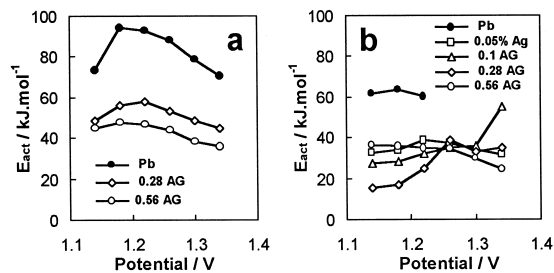 a
E_act / kJ.mol⁻¹
100
80
60
40
20
0
Pb
0.28 AG
0.56 AG
1.1 1.2 1.3 1.4
Potential / V
b
E_act / kJ.mol⁻¹
100
80
60
40
20
0
Pb
0.05% Ag
0.1 AG
0.28 AG
0.56 AG
1.1 1.2 1.3 1.4
Potential / V